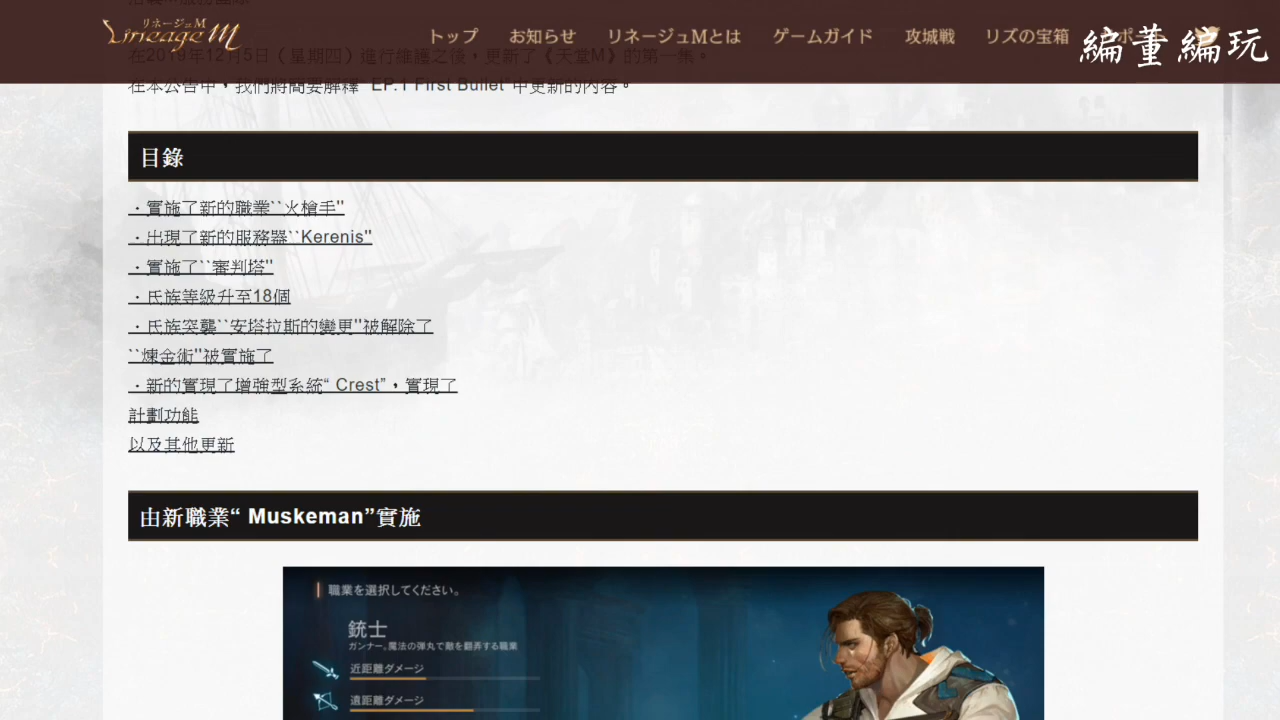 リネージュM
Lineage M
トップ お知らせ リネージュMとは ゲームガイド 攻城戦 リズの宝箱
編董編玩
在2019年12月5日（星期四）進行維護之後，更新了《天堂M》的第一集。
在本公告中，我們將簡要解釋“ EP.1 First Bullet”中更新的內容。
目錄
・實施了新的職業``火槍手''
・出現了新的服務器``Kerenis''
・實施了``審判塔''
・氏族等級升至18個
・氏族突襲``安塔拉斯的變更''被解除了
``煉金術''被實施了
・新的實現了增強型系統“ Crest”，實現了
計劃功能
以及其他更新
由新職業“ Muskeman”實施
職業を選択してください。
銃士
ガンナー。魔法の弾丸で敵を翻弄する職業
近距離ダメージ
遠距離ダメージ